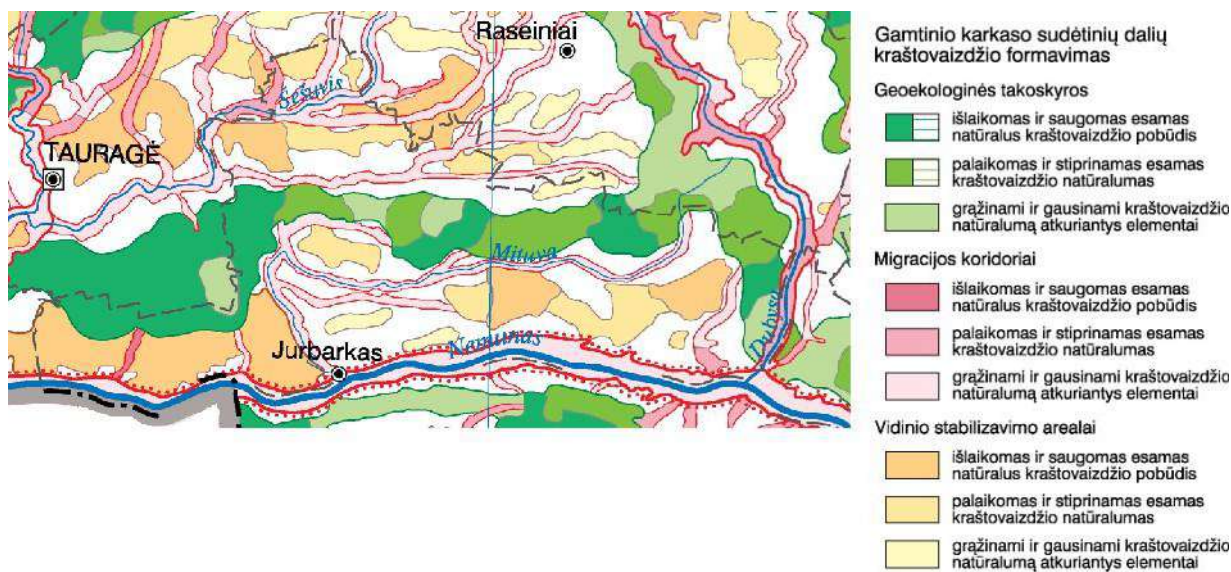 Raseiniai
Šešuvis
TAURAGĖ
Mituva
Jurbarkas
Nemunas
Dubysa
Gamtinio karkaso sudėtinių dalių
kraštovaizdžio formavimas
Geoekologinės takoskyros
išlaikomas ir saugomas esamas
natūralus kraštovaizdžio pobūdis
palaikomas ir stiprinamas esamas
kraštovaizdžio natūralumas
grąžinami ir gausinami kraštovaizdžio
natūralumą atkuriantys elementai
Migracijos koridoriai
išlaikomas ir saugomas esamas
natūralus kraštovaizdžio pobūdis
palaikomas ir stiprinamas esamas
kraštovaizdžio natūralumas
grąžinami ir gausinami kraštovaizdžio
natūralumą atkuriantys elementai
Vidinio stabilizavimo arealai
išlaikomas ir saugomas esamas
natūralus kraštovaizdžio pobūdis
palaikomas ir stiprinamas esamas
kraštovaizdžio natūralumas
grąžinami ir gausinami kraštovaizdžio
natūralumą atkuriantys elementai